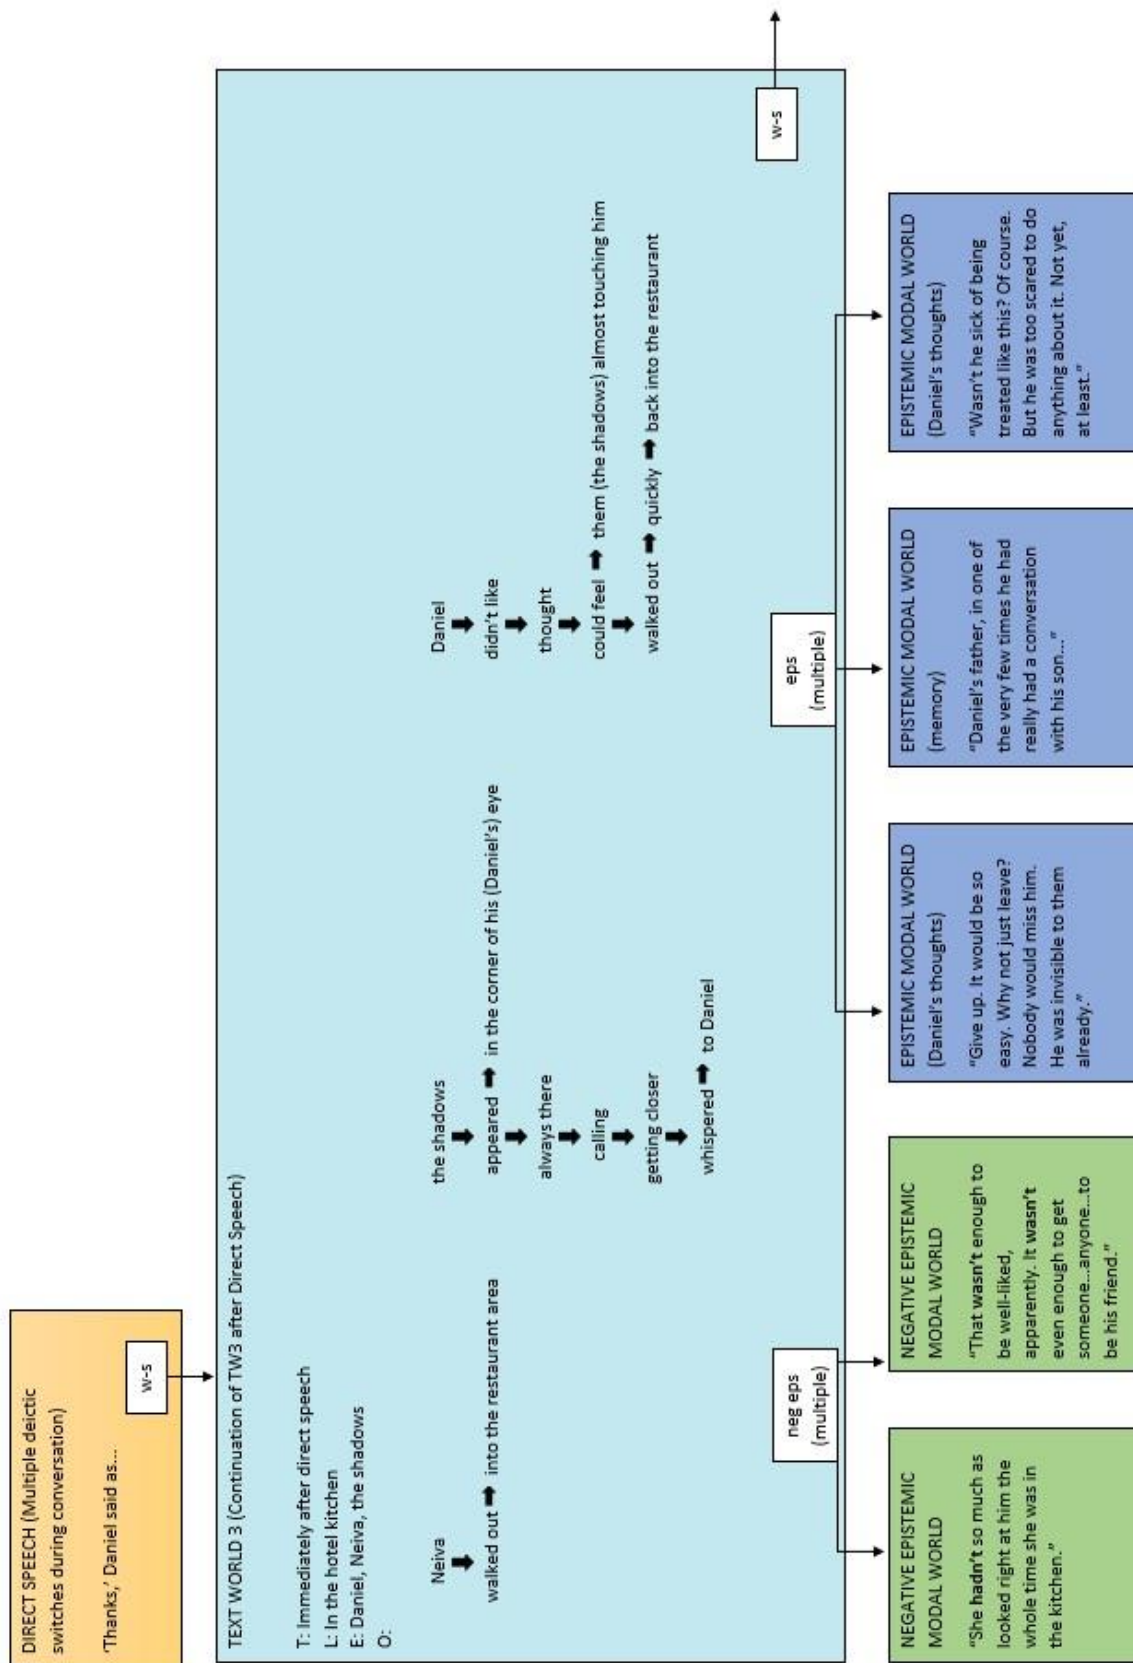 DIRECT SPEECH (Multiple deictic
switches during conversation)
'Thanks,' Daniel said as...
w-s
TEXT WORLD 3 (Continuation of TW3 after Direct Speech)
T: Immediately after direct speech
L: In the hotel kitchen
E: Daniel, Neiva, the shadows
O:
Neiva
walked out
into the restaurant area
the shadows
appeared
in the corner of his (Daniel's) eye
always there
calling
getting closer
whispered
to Daniel
Daniel
didn't like
thought
could feel
them (the shadows) almost touching him
walked out
quickly
back into the restaurant
neg eps
(multiple)
eps
(multiple)
w-s
NEGATIVE EPISTEMIC
MODAL WORLD
"She hadn't so much as
looked right at him the
whole time she was in
the kitchen."
NEGATIVE EPISTEMIC
MODAL WORLD
"That wasn't enough to
be well-liked,
apparently. It wasn't
even enough to get
someone...anyone...to
be his friend."
EPISTEMIC MODAL WORLD
(Daniel's thoughts)
"Give up. It would be so
easy. Why not just leave?
Nobody would miss him.
He was invisible to them
already."
EPISTEMIC MODAL WORLD
(memory)
"Daniel's father, in one of
the very few times he had
really had a conversation
with his son..."
EPISTEMIC MODAL WORLD
(Daniel's thoughts)
"Wasn't he sick of being
treated like this? Of course.
But he was too scared to do
anything about it. Not yet,
at least."